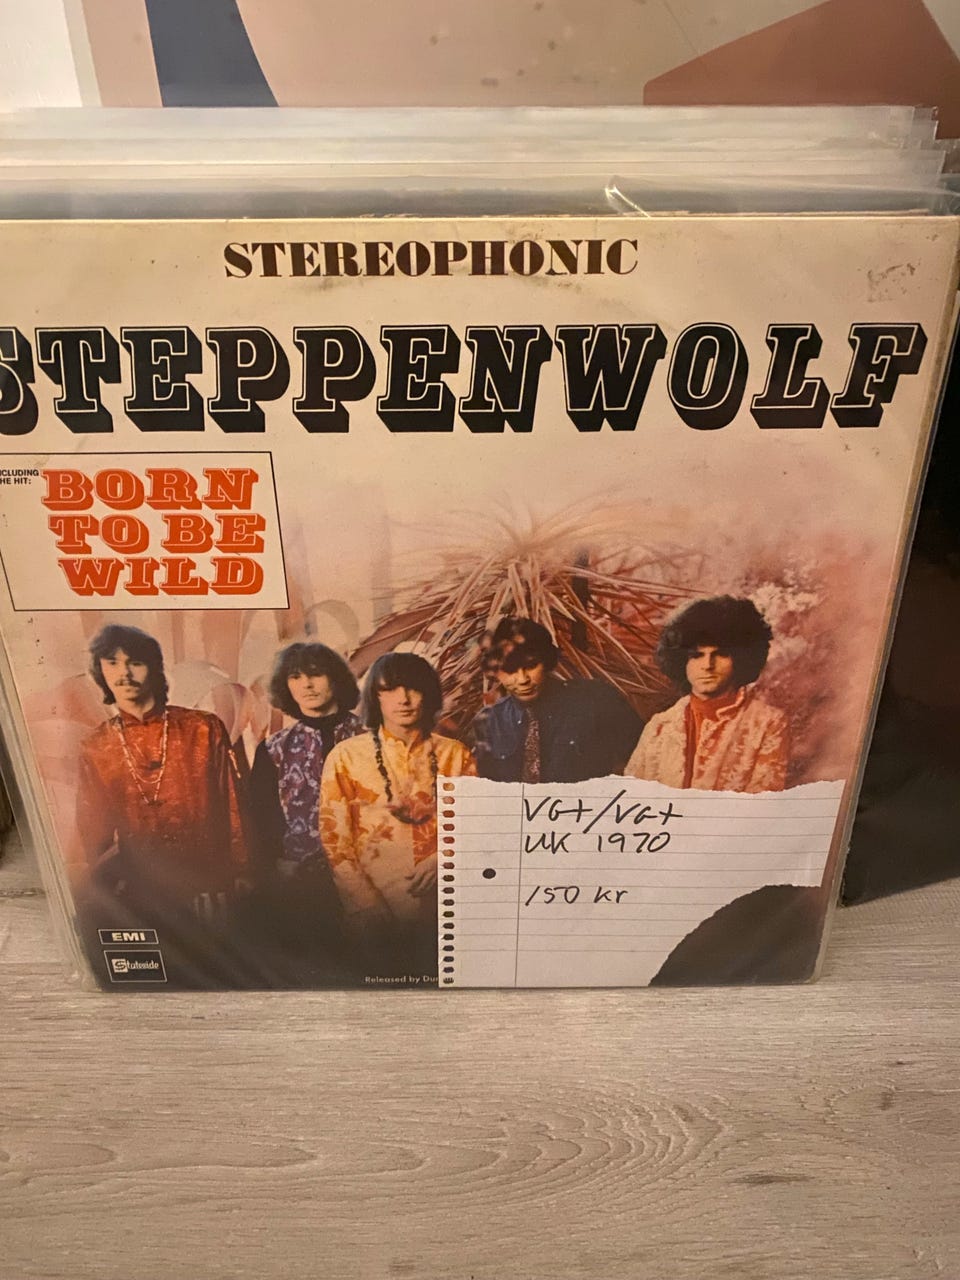 STEREOPHONIC
STEPPENWOLF
INCLUDING
THE HIT:
BORN
TO BE
WILD
VG+/VG+
UK 1970
150 kr
EMI
Stateside
Released by